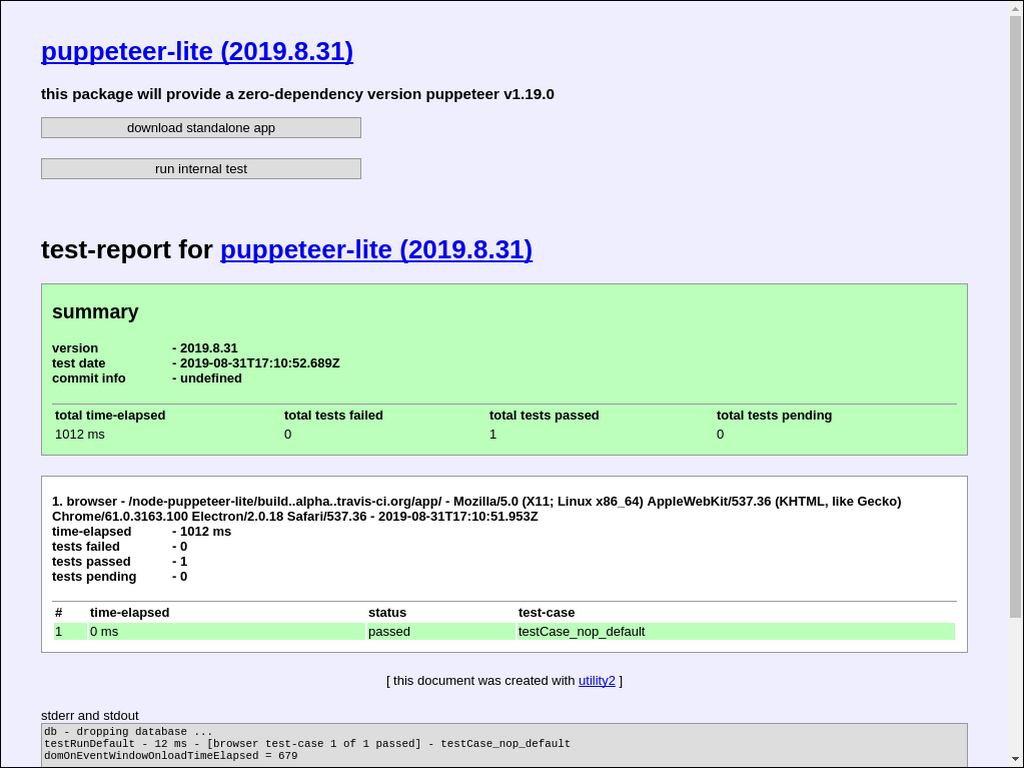 puppeteer-lite (2019.8.31)
this package will provide a zero-dependency version puppeteer v1.19.0
download standalone app
run internal test
test-report for puppeteer-lite (2019.8.31)
summary
version - 2019.8.31
test date - 2019-08-31T17:10:52.689Z
commit info - undefined
total time-elapsed total tests failed total tests passed total tests pending
1012 ms 0 1 0
1. browser - /node-puppeteer-lite/build..alpha..travis-ci.org/app/ - Mozilla/5.0 (X11; Linux x86_64) AppleWebKit/537.36 (KHTML, like Gecko)
Chrome/61.0.3163.100 Electron/2.0.18 Safari/537.36 - 2019-08-31T17:10:51.953Z
time-elapsed - 1012 ms
tests failed - 0
tests passed - 1
tests pending - 0
# time-elapsed status test-case
1 0 ms passed testCase_nop_default
[ this document was created with utility2 ]
stderr and stdout
db - dropping database ...
testRunDefault - 12 ms - [browser test-case 1 of 1 passed] - testCase_nop_default
domOnEventWindowOnloadTimeElapsed = 679